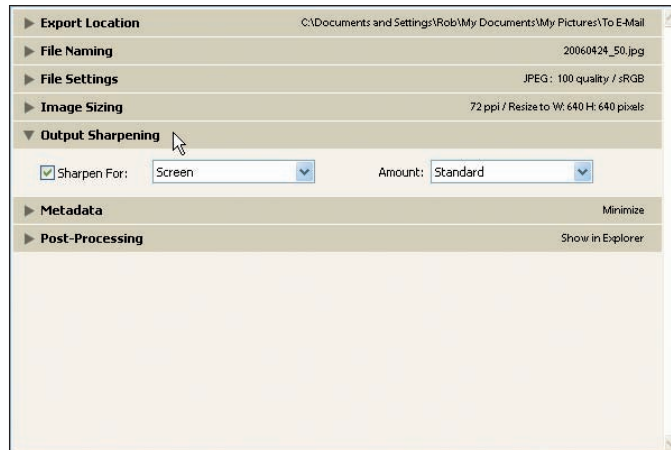 Export Location C:\Documents and Settings\Rob\My Documents\My Pictures\To E-Mail
File Naming 20060424_50.jpg
File Settings JPEG: 100 quality / sRGB
Image Sizing 72 ppi / Resize to W: 640 H: 640 pixels
Output Sharpening
Sharpen For: Screen Amount: Standard
Metadata Minimize
Post-Processing Show in Explorer